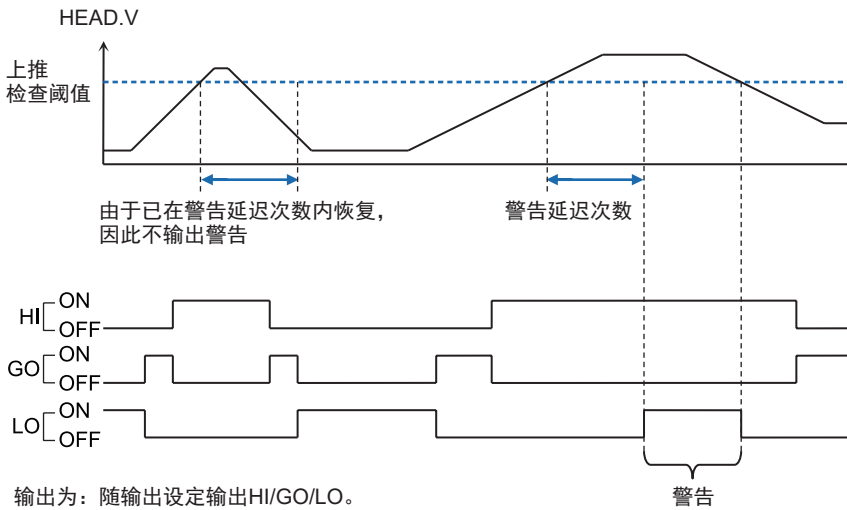 HEAD.V
上推
检查阈值
由于已在警告延迟次数内恢复，
因此不输出警告
警告延迟次数
HI
ON
OFF
GO
ON
OFF
LO
ON
OFF
输出为：随输出设定输出HI/GO/LO。
警告